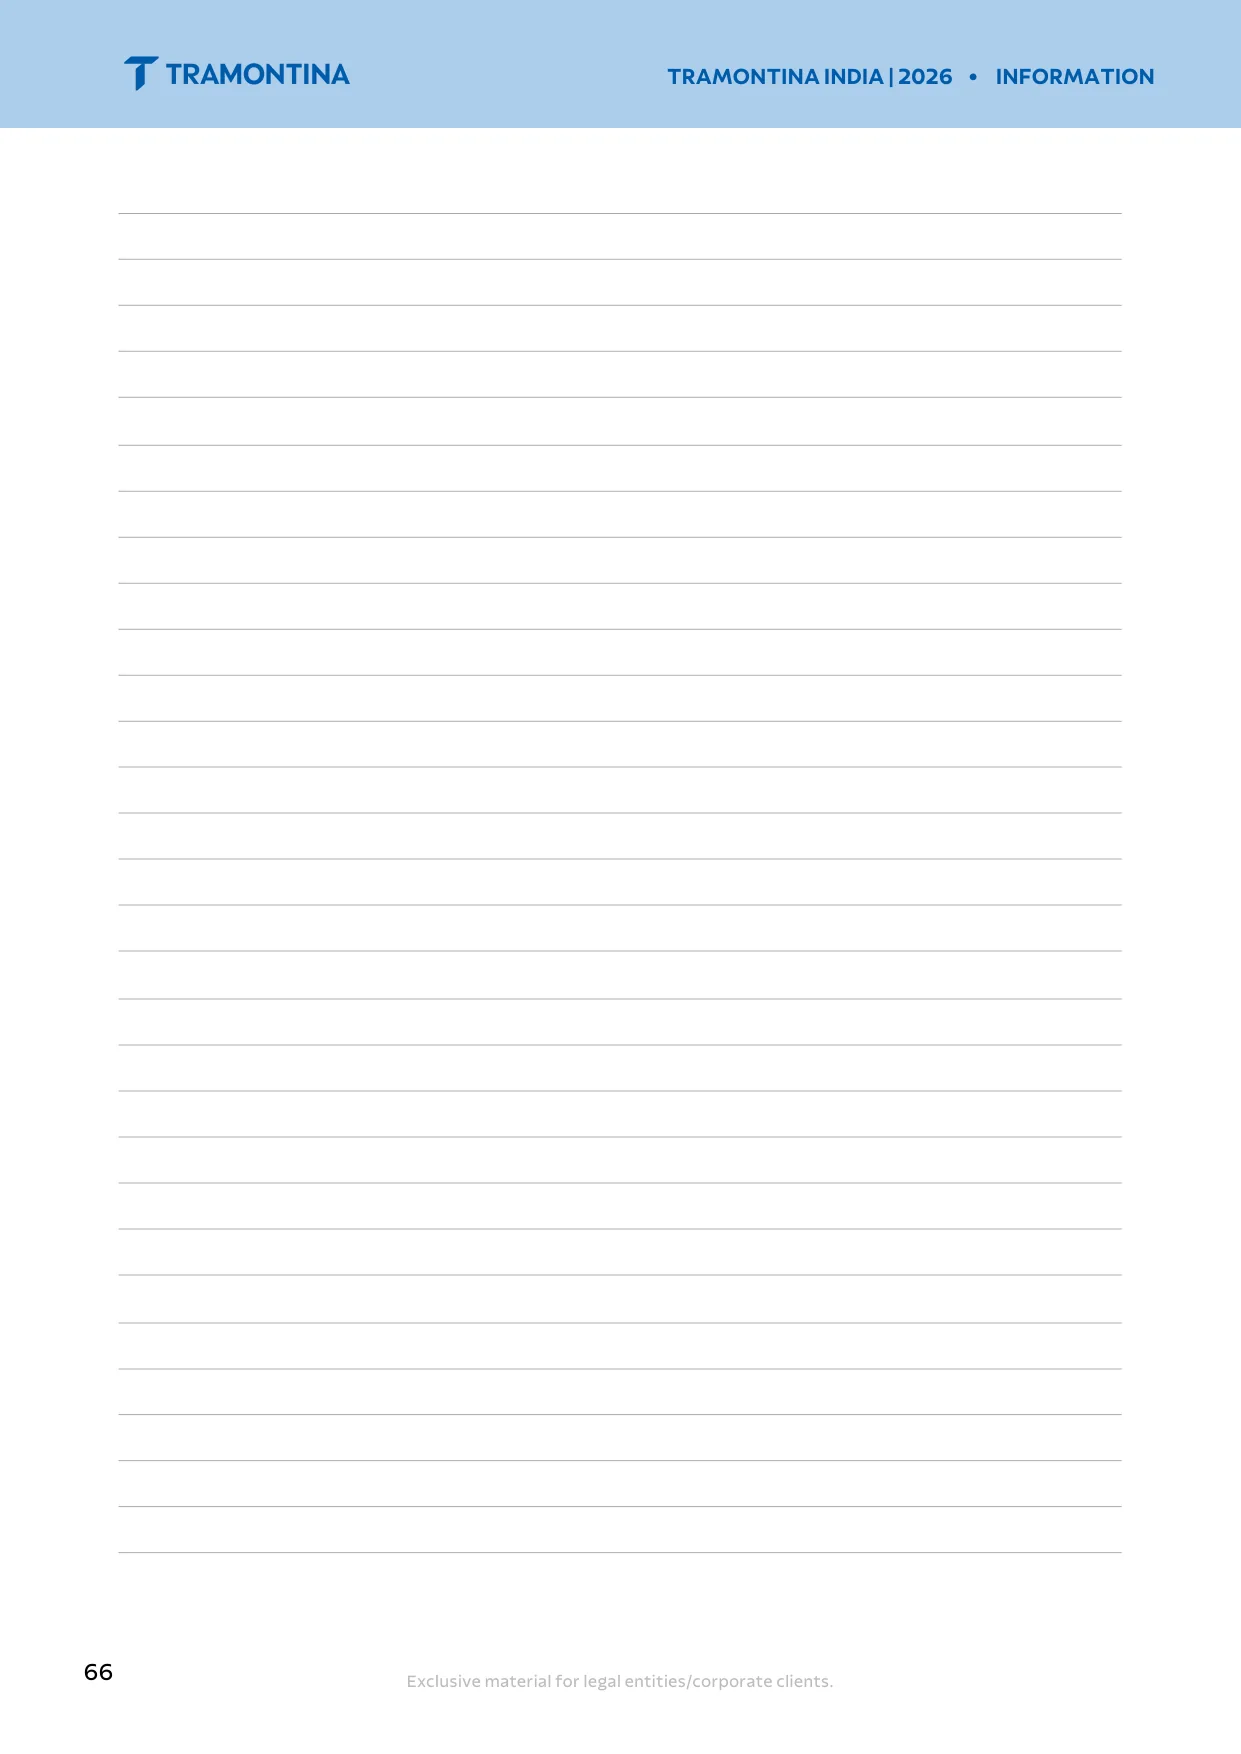 TRAMONTINA
TRAMONTINA INDIA | 2026 • INFORMATION
66
Exclusive material for legal entities/corporate clients.